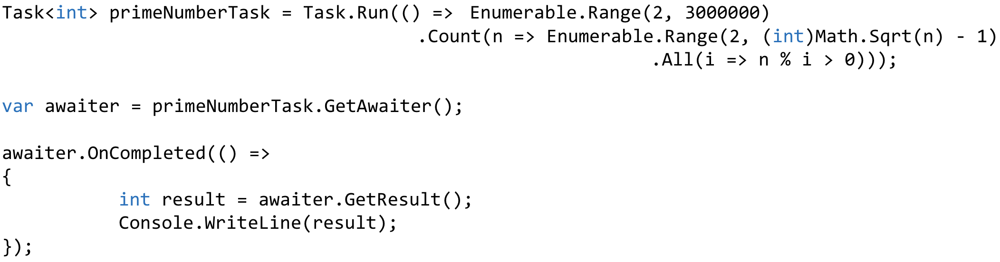 Task<int> primeNumberTask = Task.Run(() => Enumerable.Range(2, 3000000)
.Count(n => Enumerable.Range(2, (int)Math.Sqrt(n) - 1)
.All(i => n % i > 0)));
var awaiter = primeNumberTask.GetAwaiter();
awaiter.OnCompleted(() =>
{
int result = awaiter.GetResult();
Console.WriteLine(result);
});